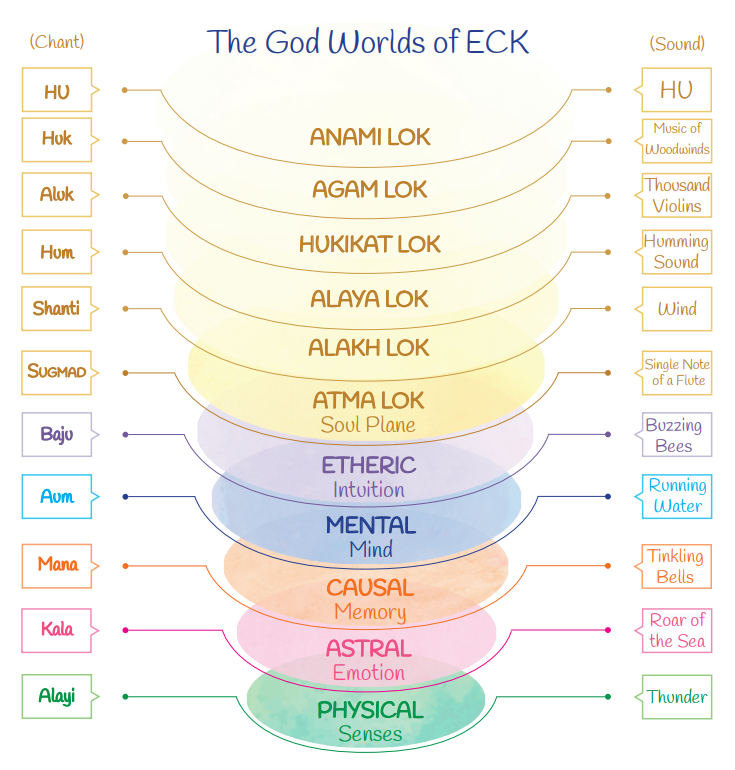 The God Worlds of ECK
(Chant)
(Sound)
HU
ANAMI LOK
HU
Huk
AGAM LOK
Music of
Woodwinds
Aluk
HUKIKAT LOK
Thousand
Violins
Hum
ALAYA LOK
Humming
Sound
Shanti
ALAKH LOK
Wind
SUGMAD
ATMA LOK
Soul Plane
Single Note
of a Flute
Baju
ETHERIC
Intuition
Buzzing
Bees
Aum
MENTAL
Mind
Running
Water
Mana
CAUSAL
Memory
Tinkling
Bells
Kala
ASTRAL
Emotion
Roar of
the Sea
Alayi
PHYSICAL
Senses
Thunder